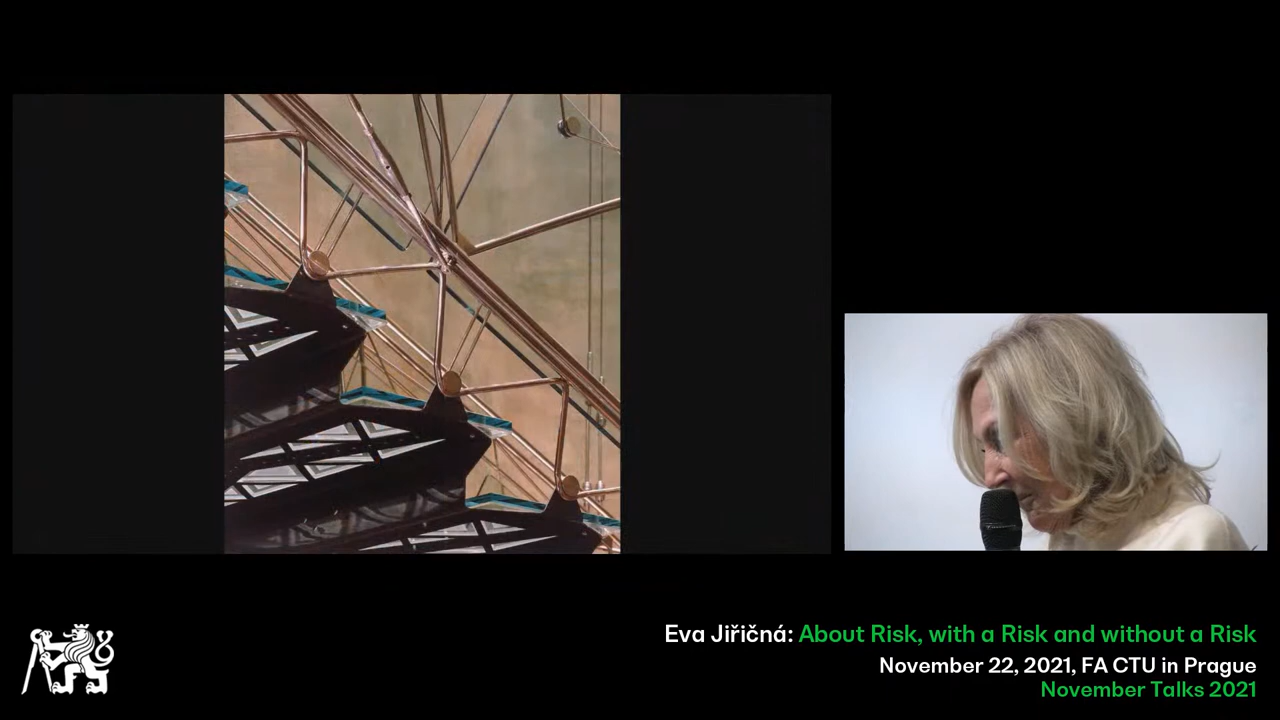 Eva Jiřičná: About Risk, with a Risk and without a Risk
November 22, 2021, FA CTU in Prague
November Talks 2021